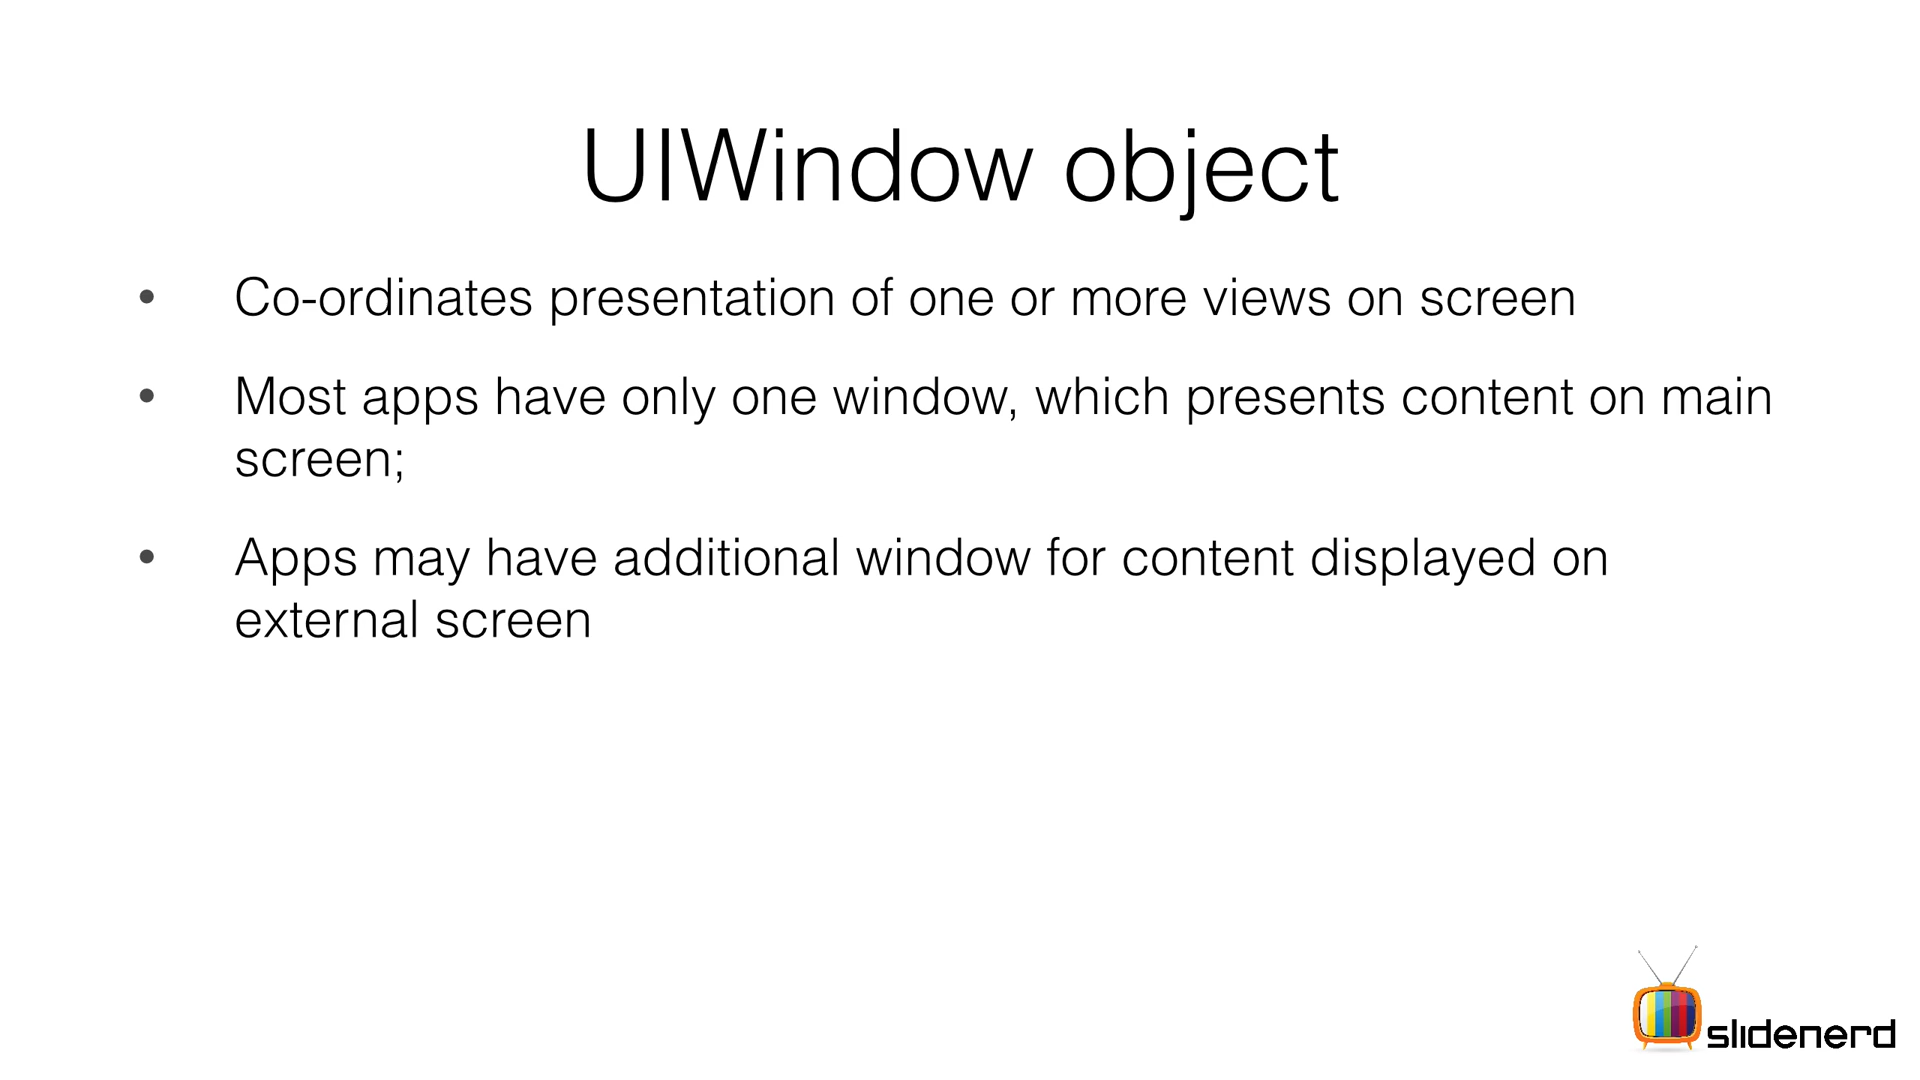 UIWindow object
• Co-ordinates presentation of one or more views on screen
• Most apps have only one window, which presents content on main
screen;
• Apps may have additional window for content displayed on
external screen
slidenerd